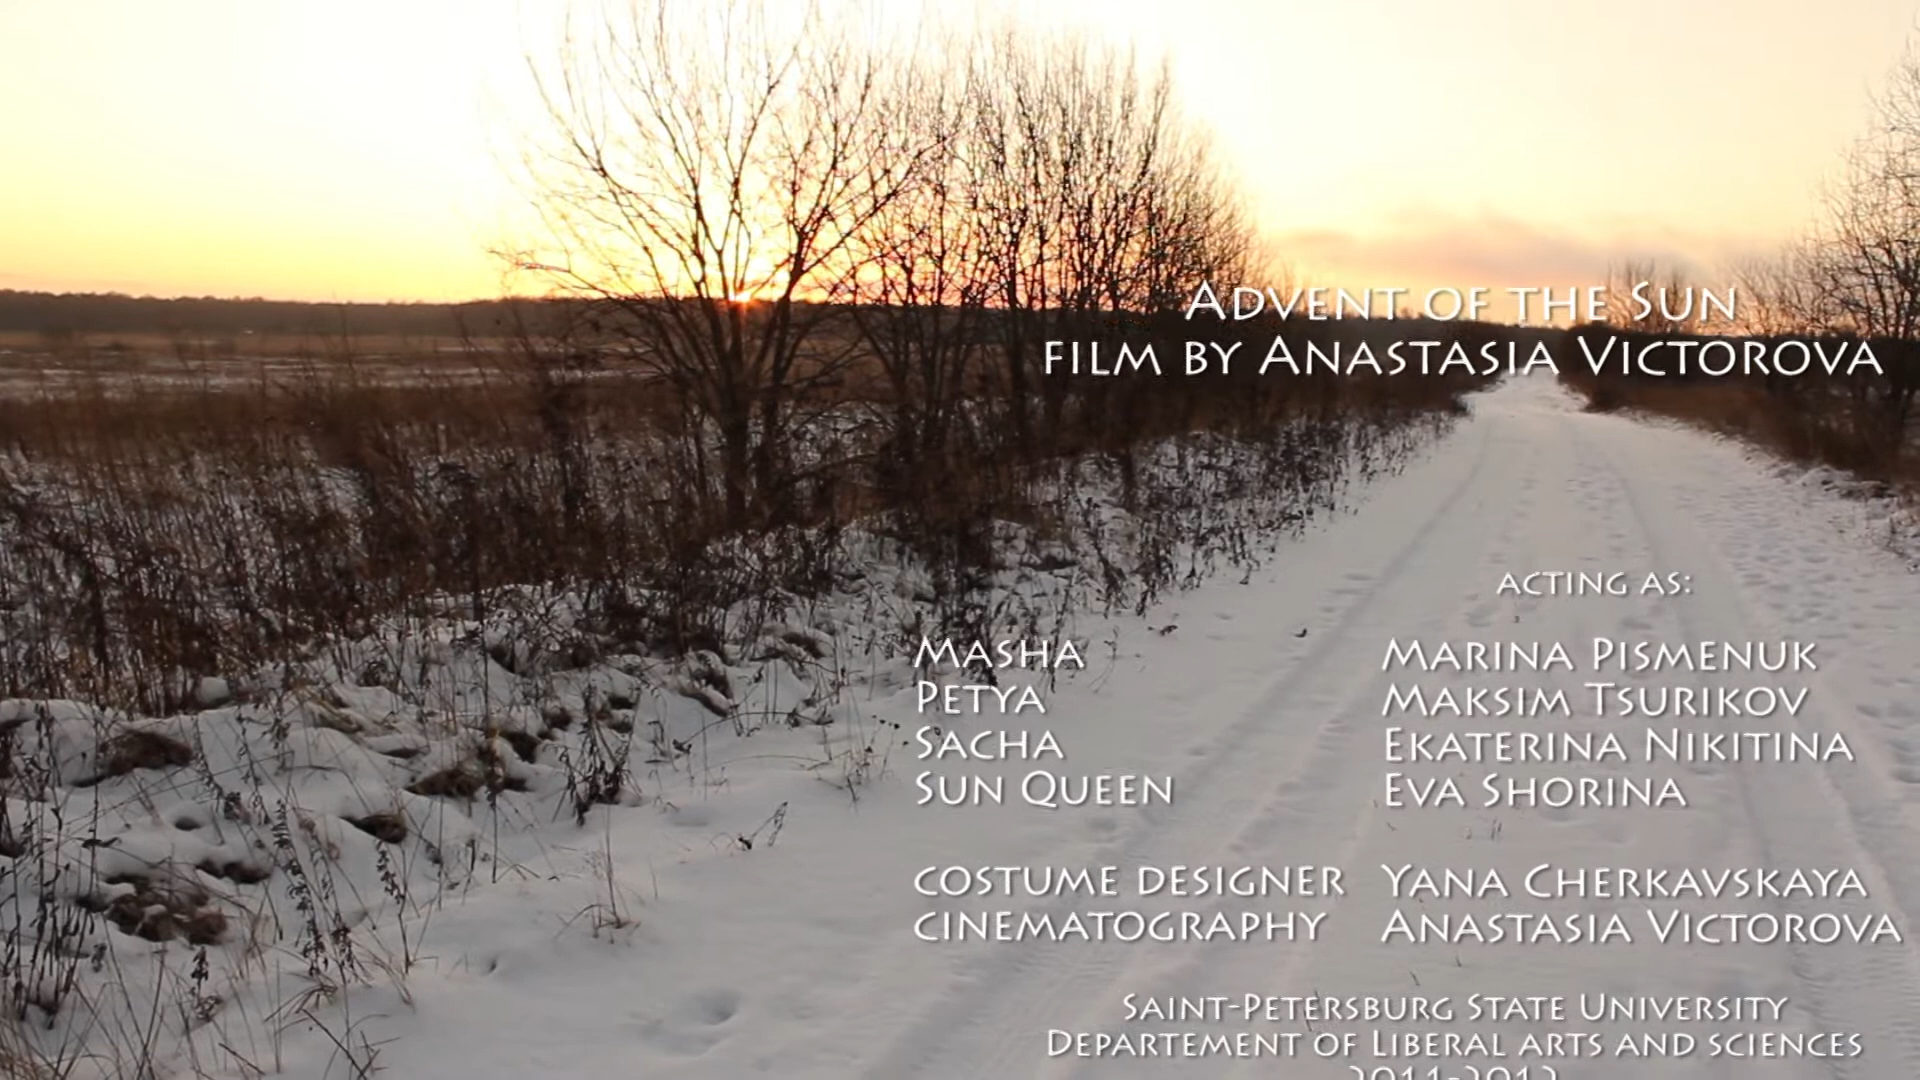 Advent of the Sun
film by Anastasia Victorova
acting as:
Masha Marina Pismenuk
Petya Maksim Tsurikov
Sacha Ekaterina Nikitina
Sun Queen Eva Shorina
costume designer Yana Cherkavskaya
cinematography Anastasia Victorova
Saint-Petersburg State University
Departement of Liberal arts and sciences
2011-2012